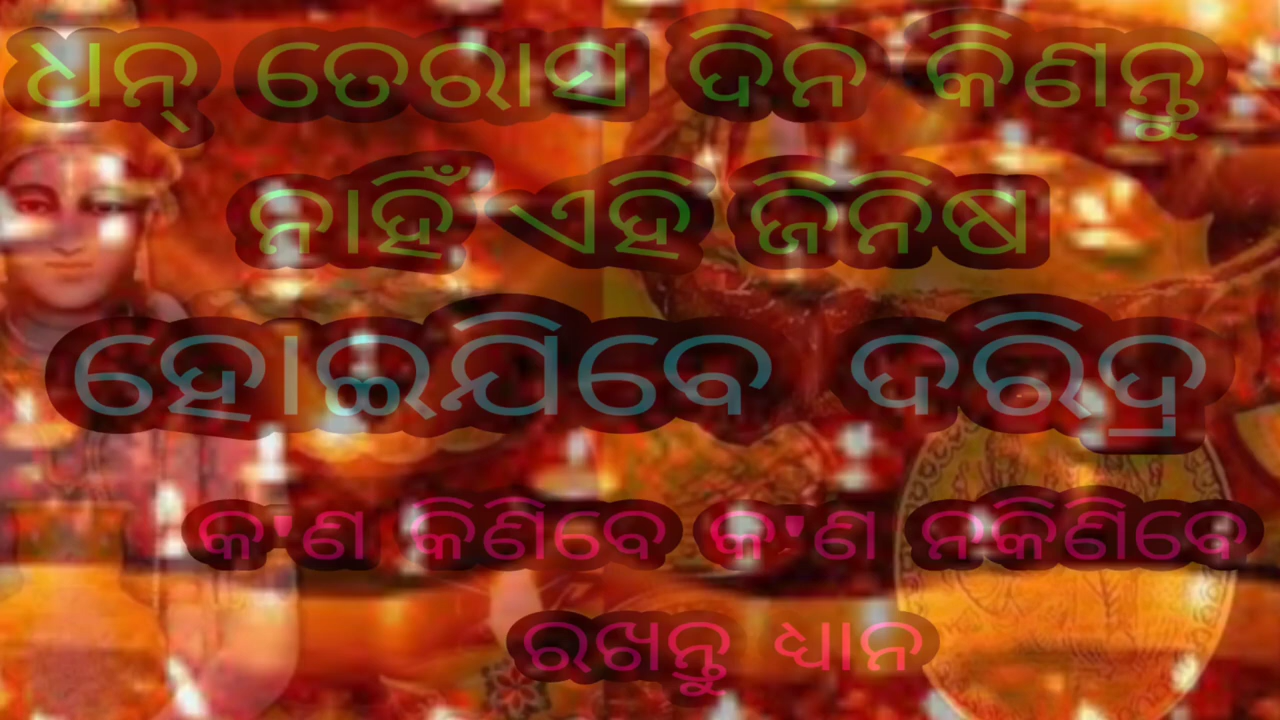 ଧନ୍ ତେରାସ ଦିନ କିଣନ୍ତୁ
ନାହିଁ ଏହି ଜିନିଷ
ହୋଇଯିବେ ଦରିଦ୍ର
କ'ଣ କିଣିବେ କ'ଣ ନକିଣିବେ
ରଖନ୍ତୁ ଧ୍ୟାନ